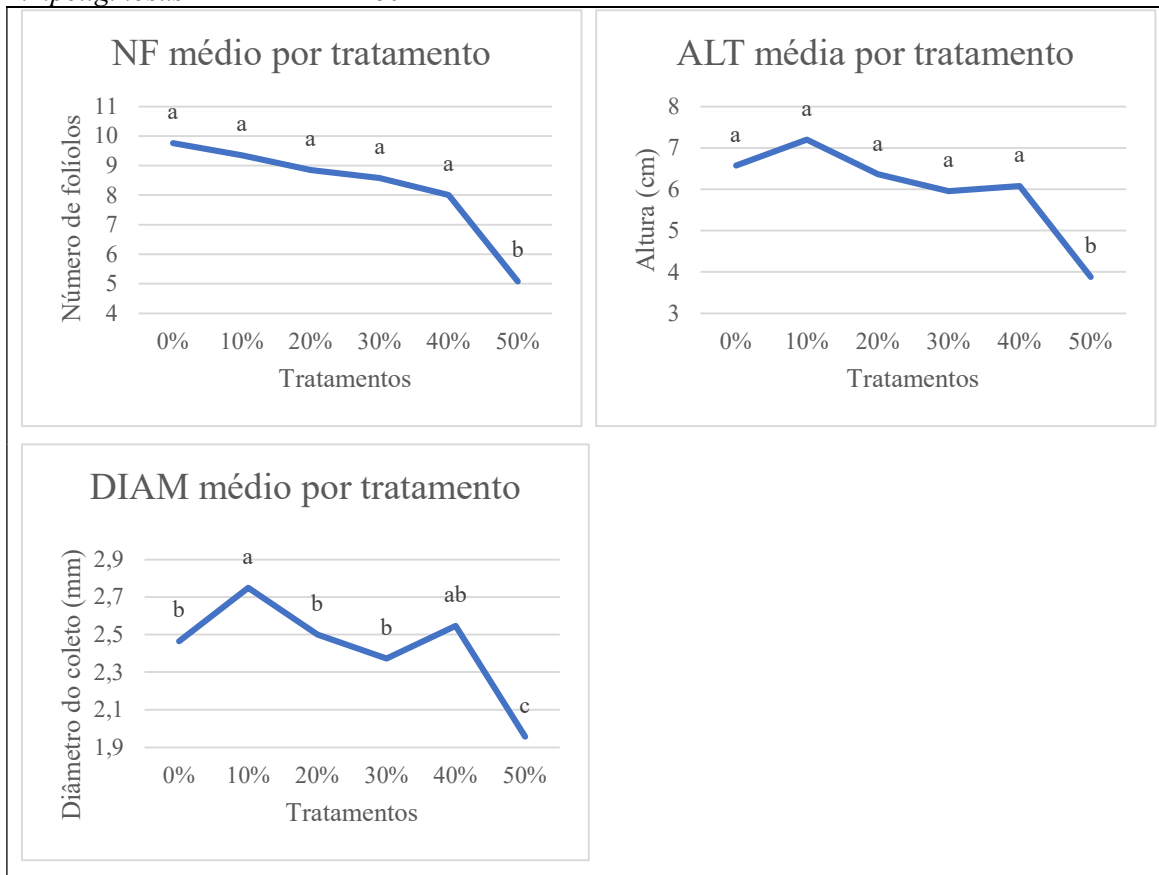 NF médio por tratamento
11
10
9
8
7
6
5
4
Número de folíolos
a
a
a
a
a
b
0% 10% 20% 30% 40% 50%
Tratamentos
ALT média por tratamento
8
7
6
5
4
3
Altura (cm)
a
a
a
a
a
b
0% 10% 20% 30% 40% 50%
Tratamentos
DIAM médio por tratamento
2,9
2,7
2,5
2,3
2,1
1,9
Diâmetro do coleto (mm)
b
a
b
b
ab
c
0% 10% 20% 30% 40% 50%
Tratamentos